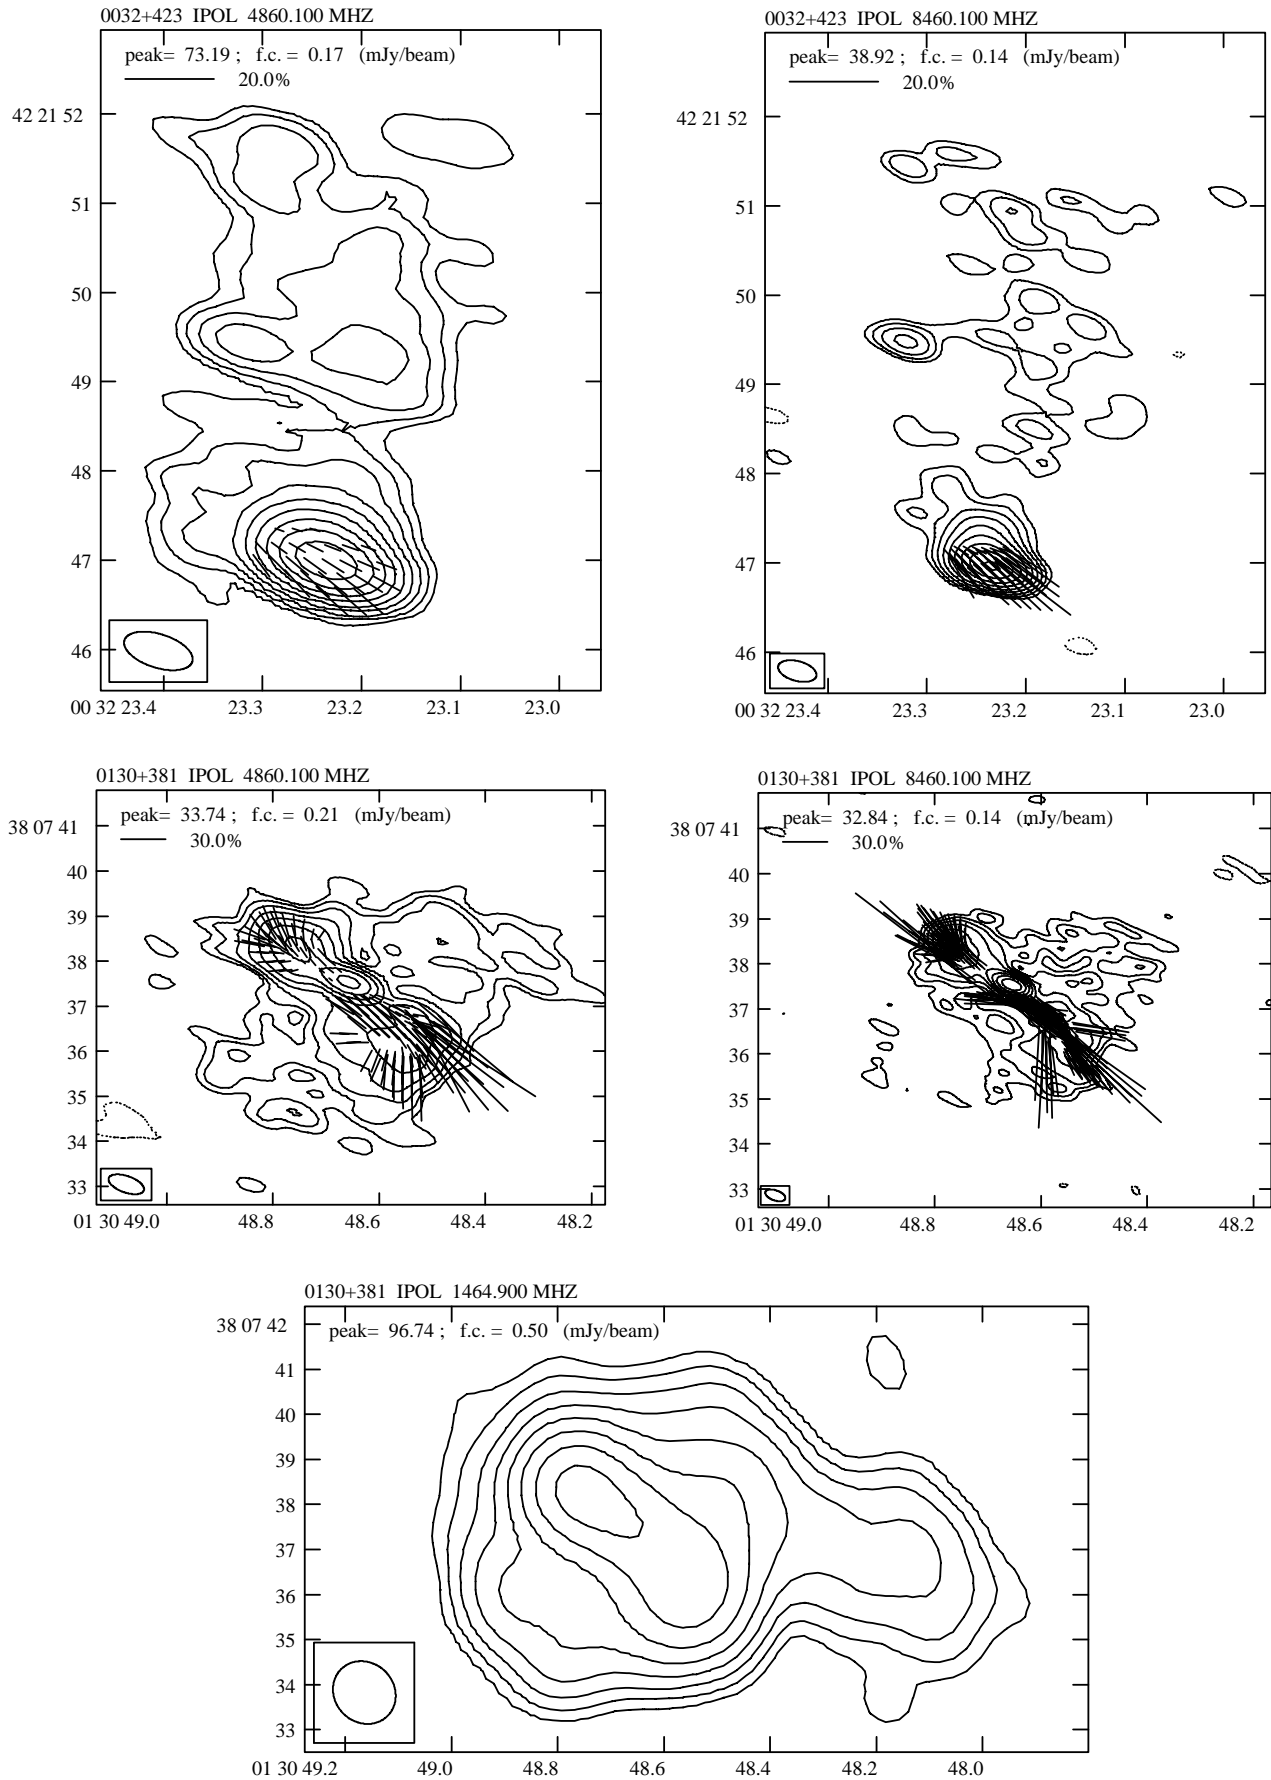 0032+423 IPOL 4860.100 MHZ
peak= 73.19 ; f.c. = 0.17 (mJy/beam)
20.0%
42 21 52
51
50
49
48
47
46
00 32 23.4 23.3 23.2 23.1 23.0
0032+423 IPOL 8460.100 MHZ
peak= 38.92 ; f.c. = 0.14 (mJy/beam)
20.0%
42 21 52
51
50
49
48
47
46
00 32 23.4 23.3 23.2 23.1 23.0
0130+381 IPOL 4860.100 MHZ
peak= 33.74 ; f.c. = 0.21 (mJy/beam)
30.0%
38 07 41
40
39
38
37
36
35
34
33
01 30 49.0 48.8 48.6 48.4 48.2
0130+381 IPOL 8460.100 MHZ
peak= 32.84 ; f.c. = 0.14 (mJy/beam)
30.0%
38 07 41
40
39
38
37
36
35
34
33
01 30 49.0 48.8 48.6 48.4 48.2
0130+381 IPOL 1464.900 MHZ
peak= 96.74 ; f.c. = 0.50 (mJy/beam)
38 07 42
41
40
39
38
37
36
35
34
33
01 30 49.2 49.0 48.8 48.6 48.4 48.2 48.0